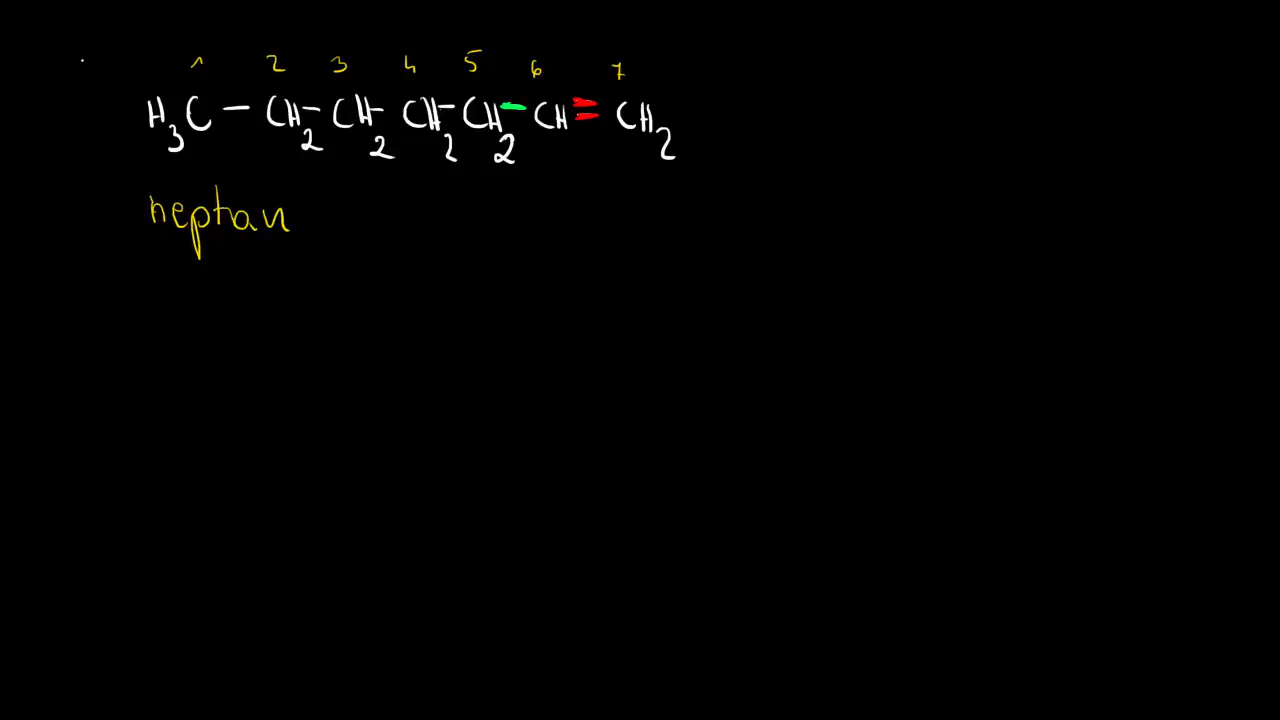 1 2 3 4 5 6 7
H₃C – CH₂ – CH₂ – CH₂ – CH₂ – CH = CH₂
heptan